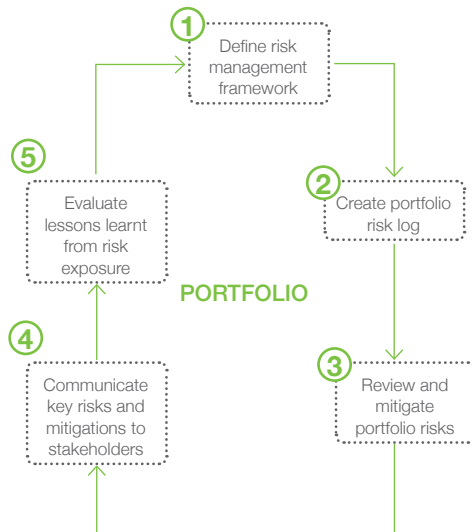 1
Define risk
management
framework
2
Create portfolio
risk log
3
Review and
mitigate
portfolio risks
4
Communicate
key risks and
mitigations to
stakeholders
5
Evaluate
lessons learnt
from risk
exposure
PORTFOLIO